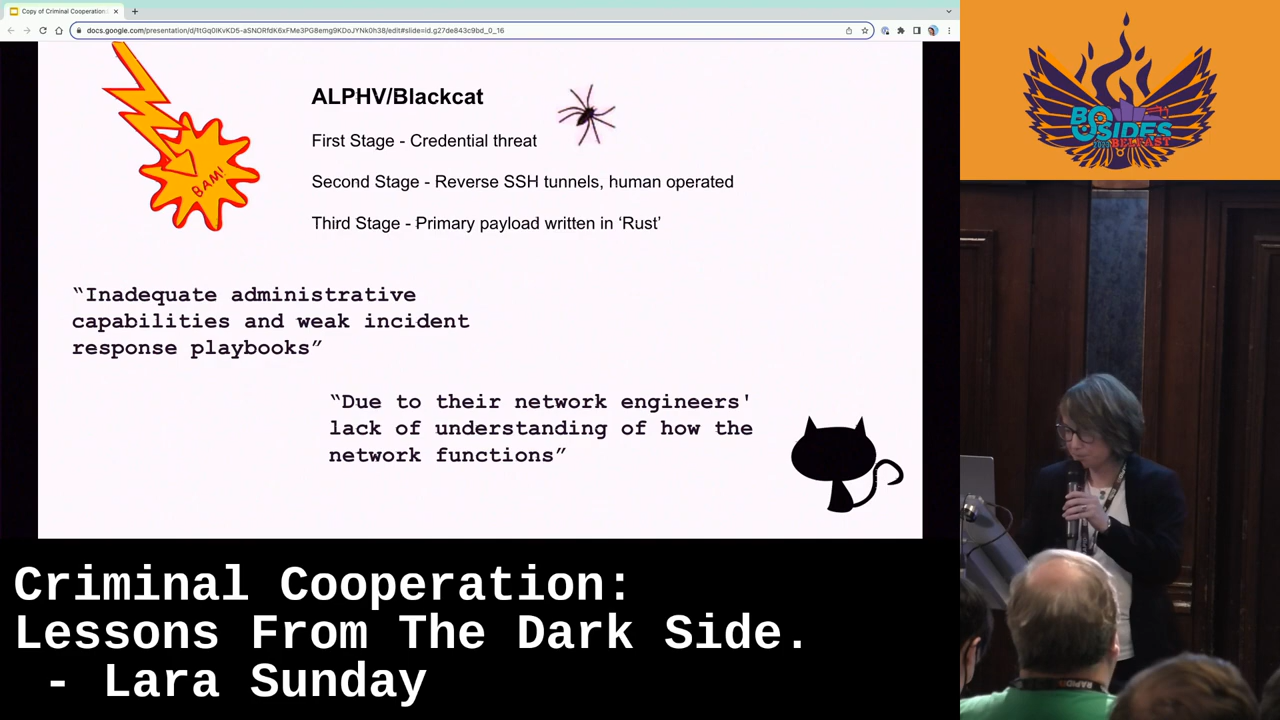 Copy of Criminal Cooperation
docs.google.com/presentation/d/1tGq0IKvKD5-aSNORfdK6xFMe3PG8emg9KDoJYNk0h38/edit#slide=id.g27de843c9bd_0_16
BAM!
ALPHV/Blackcat
First Stage - Credential threat
Second Stage - Reverse SSH tunnels, human operated
Third Stage - Primary payload written in ‘Rust’
“Inadequate administrative
capabilities and weak incident
response playbooks”
“Due to their network engineers'
lack of understanding of how the
network functions”
BSIDES
BELFAST
Criminal Cooperation:
Lessons From The Dark Side.
- Lara Sunday